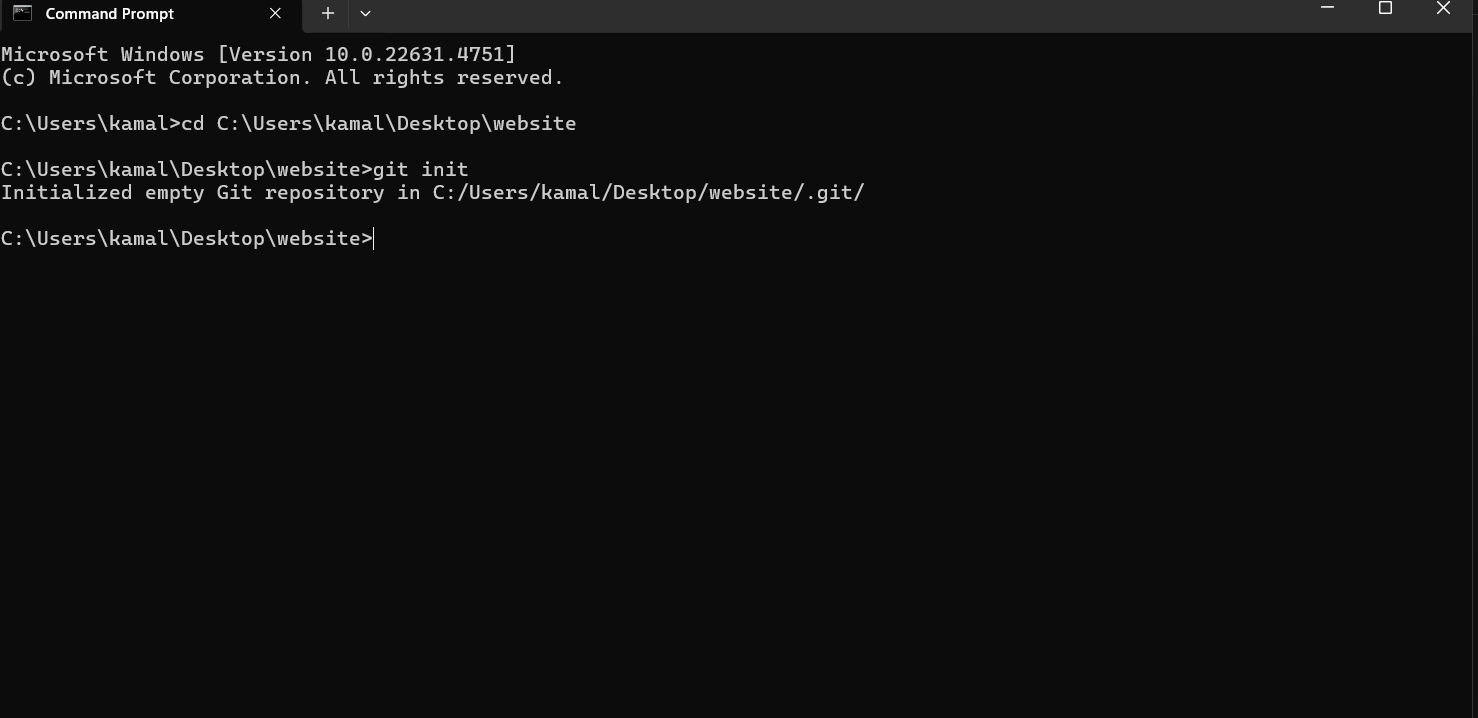 Command Prompt
Microsoft Windows [Version 10.0.22631.4751]
(c) Microsoft Corporation. All rights reserved.
C:\Users\kamal>cd C:\Users\kamal\Desktop\website
C:\Users\kamal\Desktop\website>git init
Initialized empty Git repository in C:/Users/kamal/Desktop/website/.git/
C:\Users\kamal\Desktop\website>